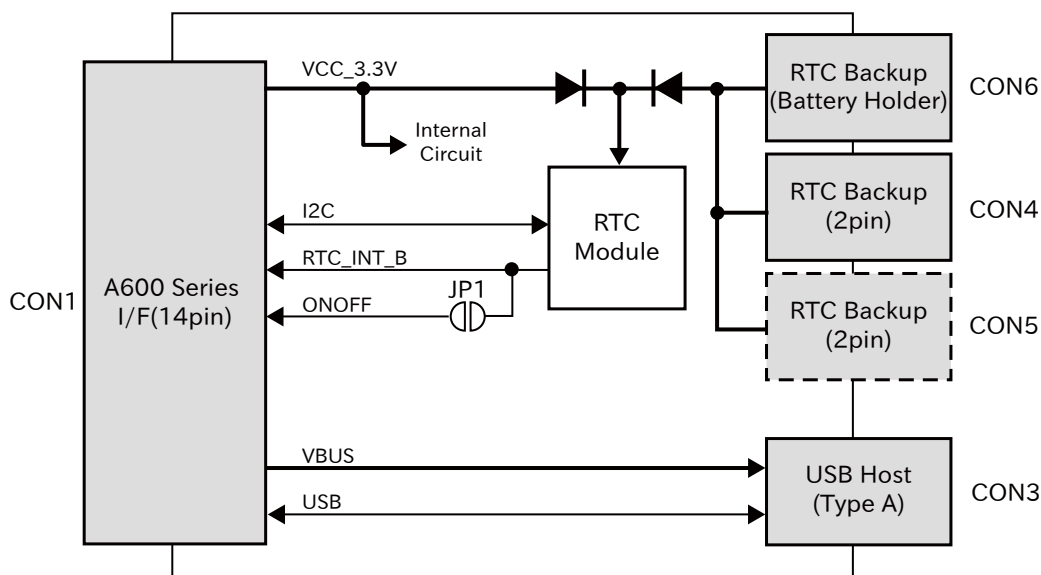 VCC_3.3V
Internal
Circuit
RTC Backup
(Battery Holder)
CON6
RTC Backup
(2pin)
CON4
I2C
RTC
Module
RTC_INT_B
JP1
ONOFF
CON1
A600 Series
I/F(14pin)
RTC Backup
(2pin)
CON5
VBUS
USB
USB Host
(Type A)
CON3